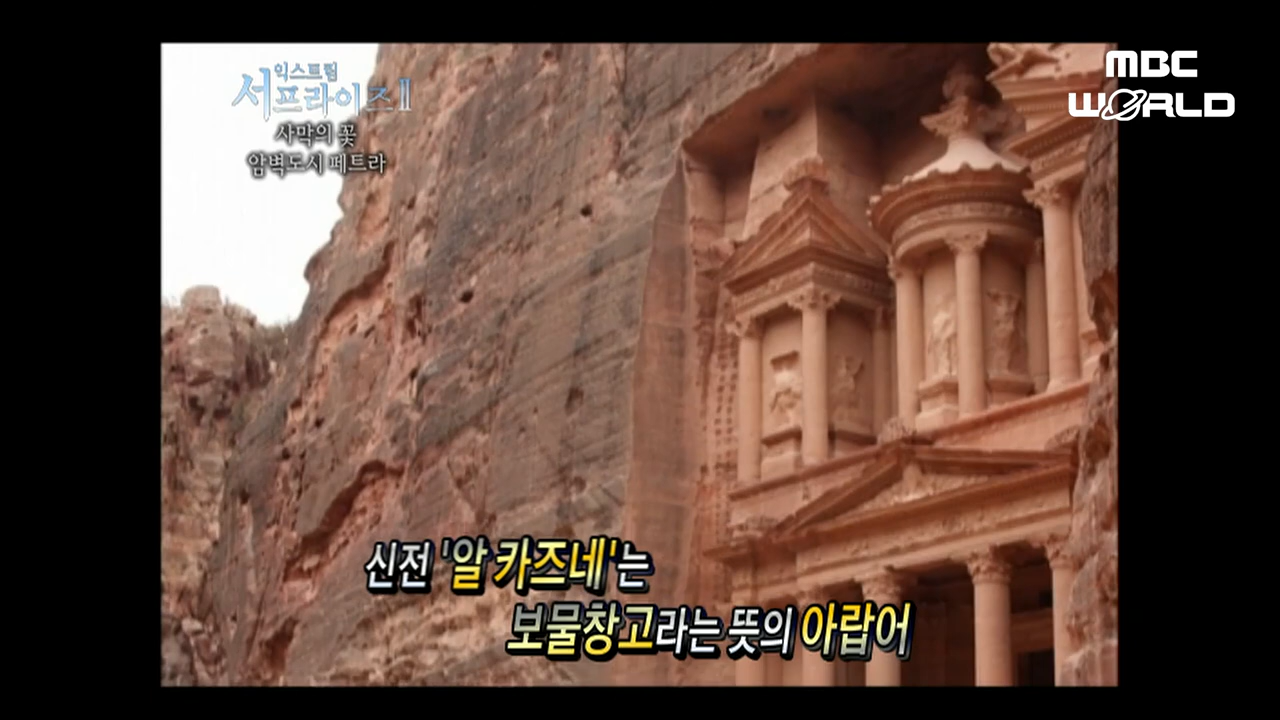 익스트림
서프라이즈 II
사막의 꽃
암벽도시 페트라
MBC
WORLD
신전 '알 카즈네'는
보물창고라는 뜻의 아랍어